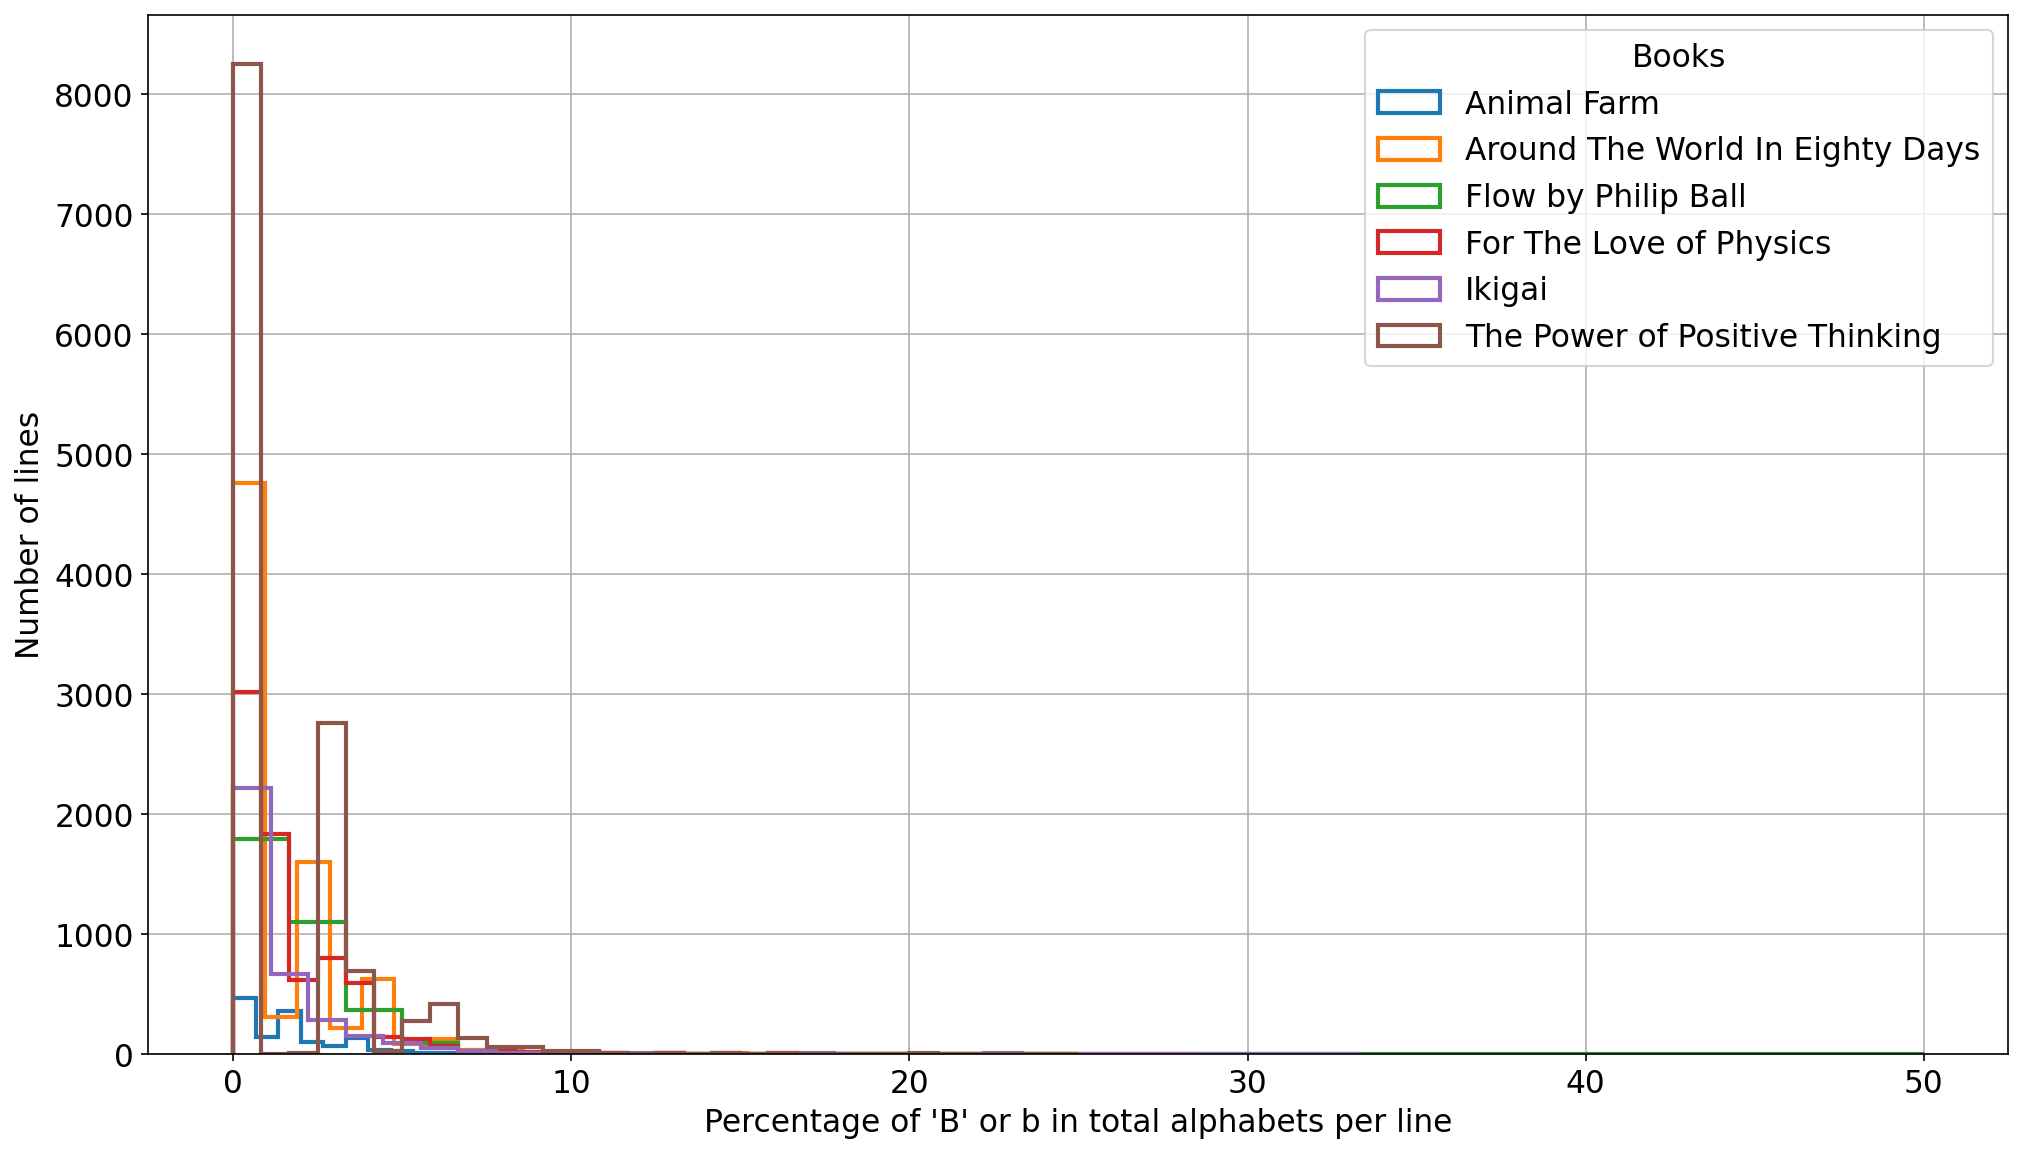 Books
Animal Farm
Around The World In Eighty Days
Flow by Philip Ball
For The Love of Physics
Ikigai
The Power of Positive Thinking
8000
7000
6000
5000
4000
3000
2000
1000
0
Number of lines
0 10 20 30 40 50
Percentage of 'B' or b in total alphabets per line